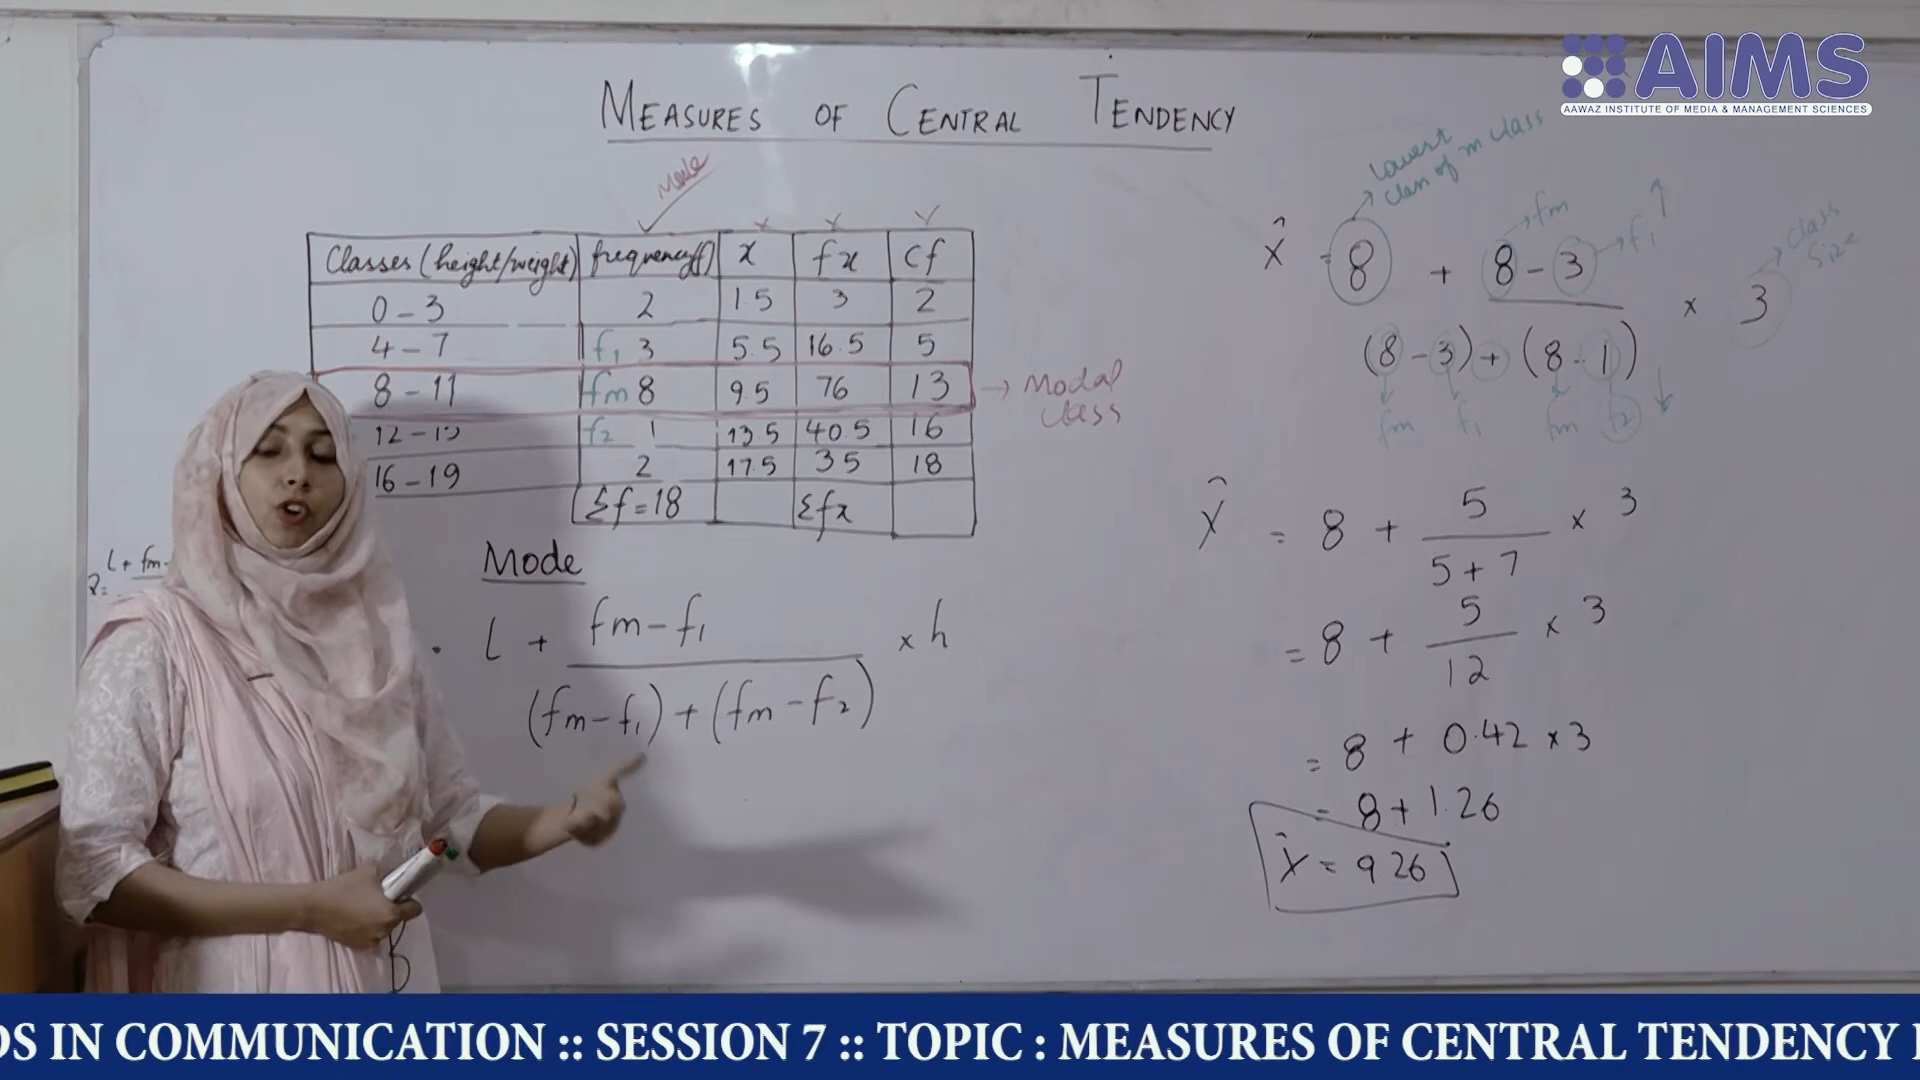 AIMS
AAWAZ INSTITUTE OF MEDIA & MANAGEMENT SCIENCES
MEASURES OF CENTRAL TENDENCY
Mode
Classes (height/weight) frequency(f) x fx cf
0 - 3 2 1.5 3 2
4 - 7 f₁ 3 5.5 16.5 5
8 - 11 fm 8 9.5 76 13 → Modal class
12 - 15 f₂ 1 13.5 40.5 16
16 - 19 2 17.5 35 18
Σf = 18 Σfx
l + fm-
Mode
l + fm - f₁ × h
(fm - f₁) + (fm - f₂)
lowest
class of m class
fm
f₁ ↑
class
size
x̂ = 8 + 8 - 3 × 3
(8 - 3) + (8 - 1)
fm f₁ fm f₂ ↓
x̂ = 8 + 5 × 3
5 + 7
= 8 + 5 × 3
12
= 8 + 0.42 × 3
= 8 + 1.26
x̂ = 9.26
B
DS IN COMMUNICATION :: SESSION 7 :: TOPIC : MEASURES OF CENTRAL TENDENCY